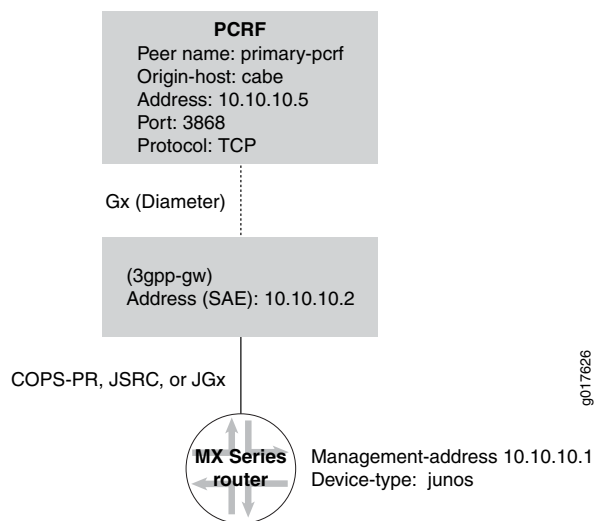 PCRF
Peer name: primary-pcrf
Origin-host: cabe
Address: 10.10.10.5
Port: 3868
Protocol: TCP
Gx (Diameter)
(3gpp-gw)
Address (SAE): 10.10.10.2
COPS-PR, JSRC, or JGx
MX Series
router
Management-address 10.10.10.1
Device-type: junos
g017626